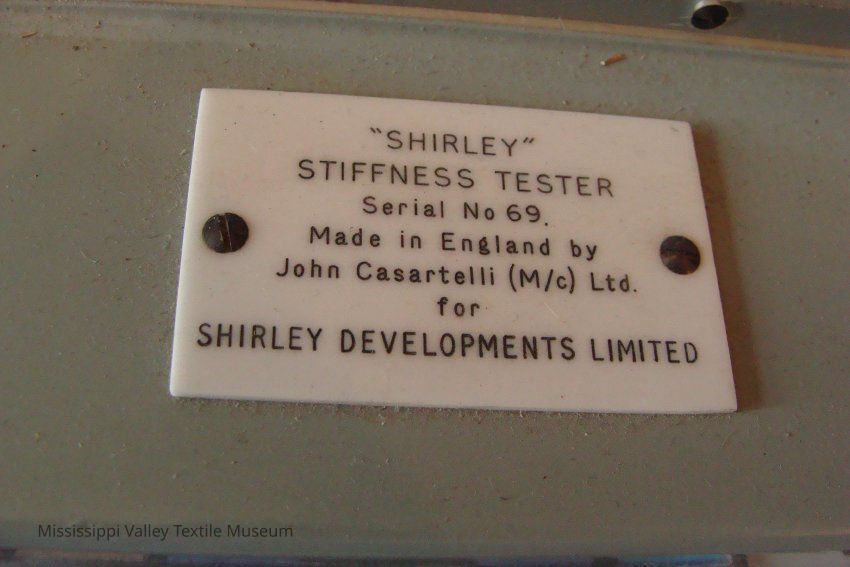 "SHIRLEY"
STIFFNESS TESTER
Serial No 69.
Made in England by
John Casartelli (M/c) Ltd.
for
SHIRLEY DEVELOPMENTS LIMITED
Mississippi Valley Textile Museum